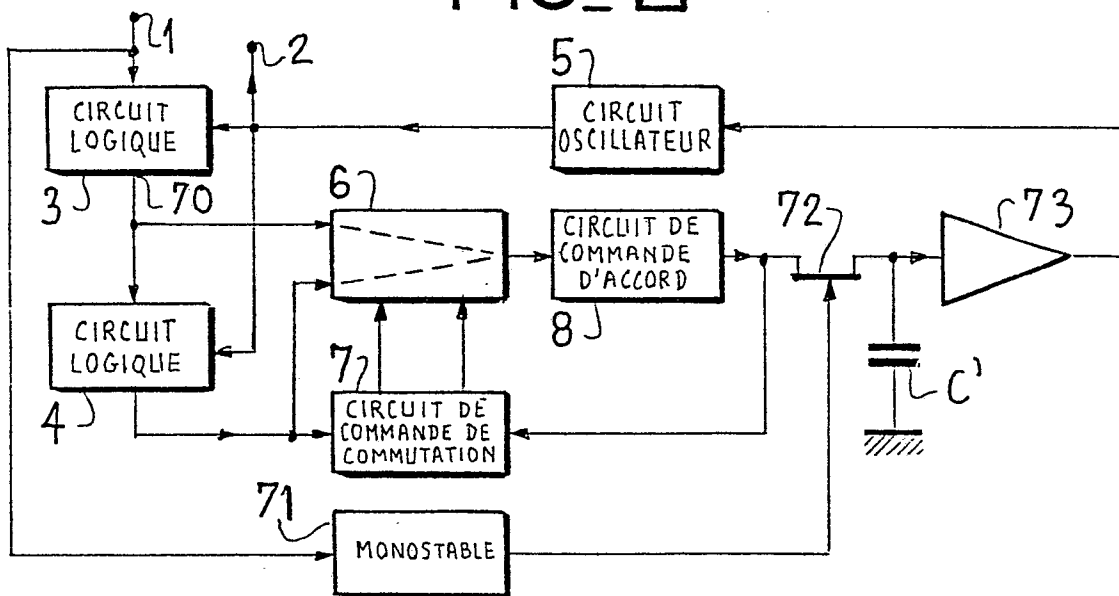 1
2
5
CIRCUIT
LOGIQUE
CIRCUIT
OSCILLATEUR
3
70
6
72
73
CIRCUIT DE
COMMANDE
D'ACCORD
CIRCUIT
LOGIQUE
8
7
C'
4
CIRCUIT DE
COMMANDE DE
COMMUTATION
71
MONOSTABLE